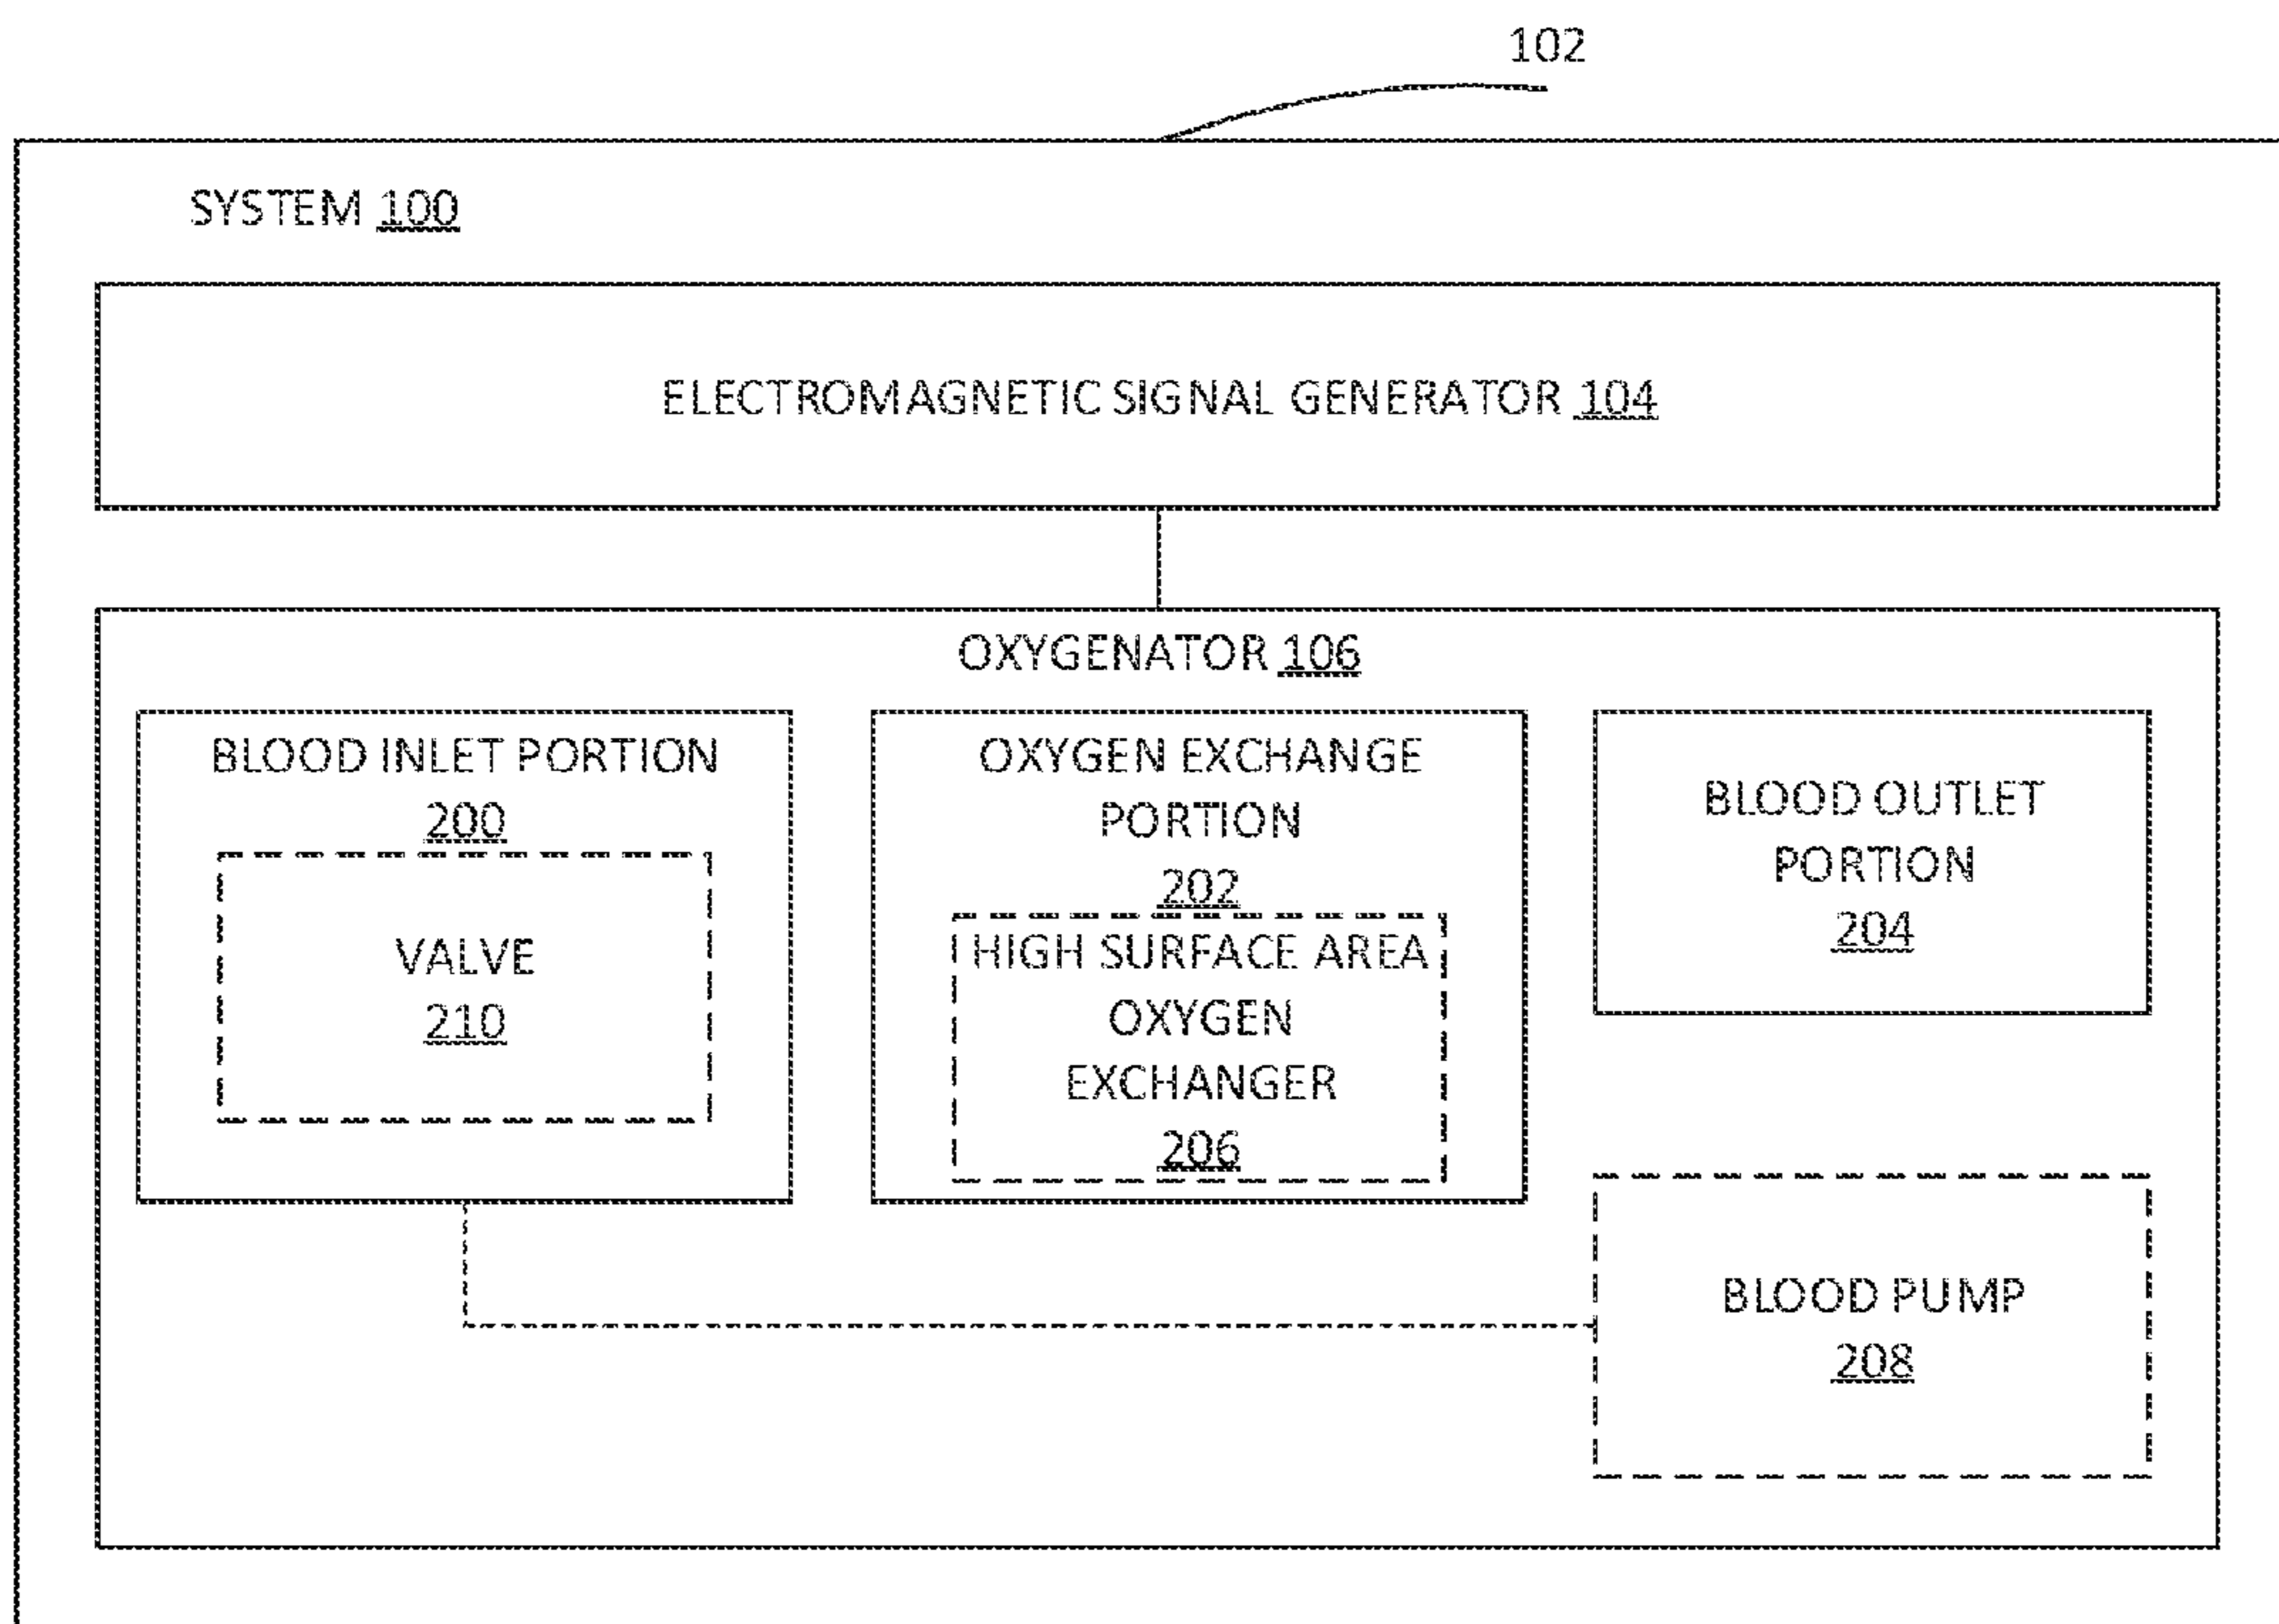 102
SYSTEM 100
ELECTROMAGNETIC SIGNAL GENERATOR 104
OXYGENATOR 106
BLOOD INLET PORTION
200
VALVE
210
OXYGEN EXCHANGE
PORTION
202
HIGH SURFACE AREA
OXYGEN
EXCHANGER
206
BLOOD OUTLET
PORTION
204
BLOOD PUMP
208